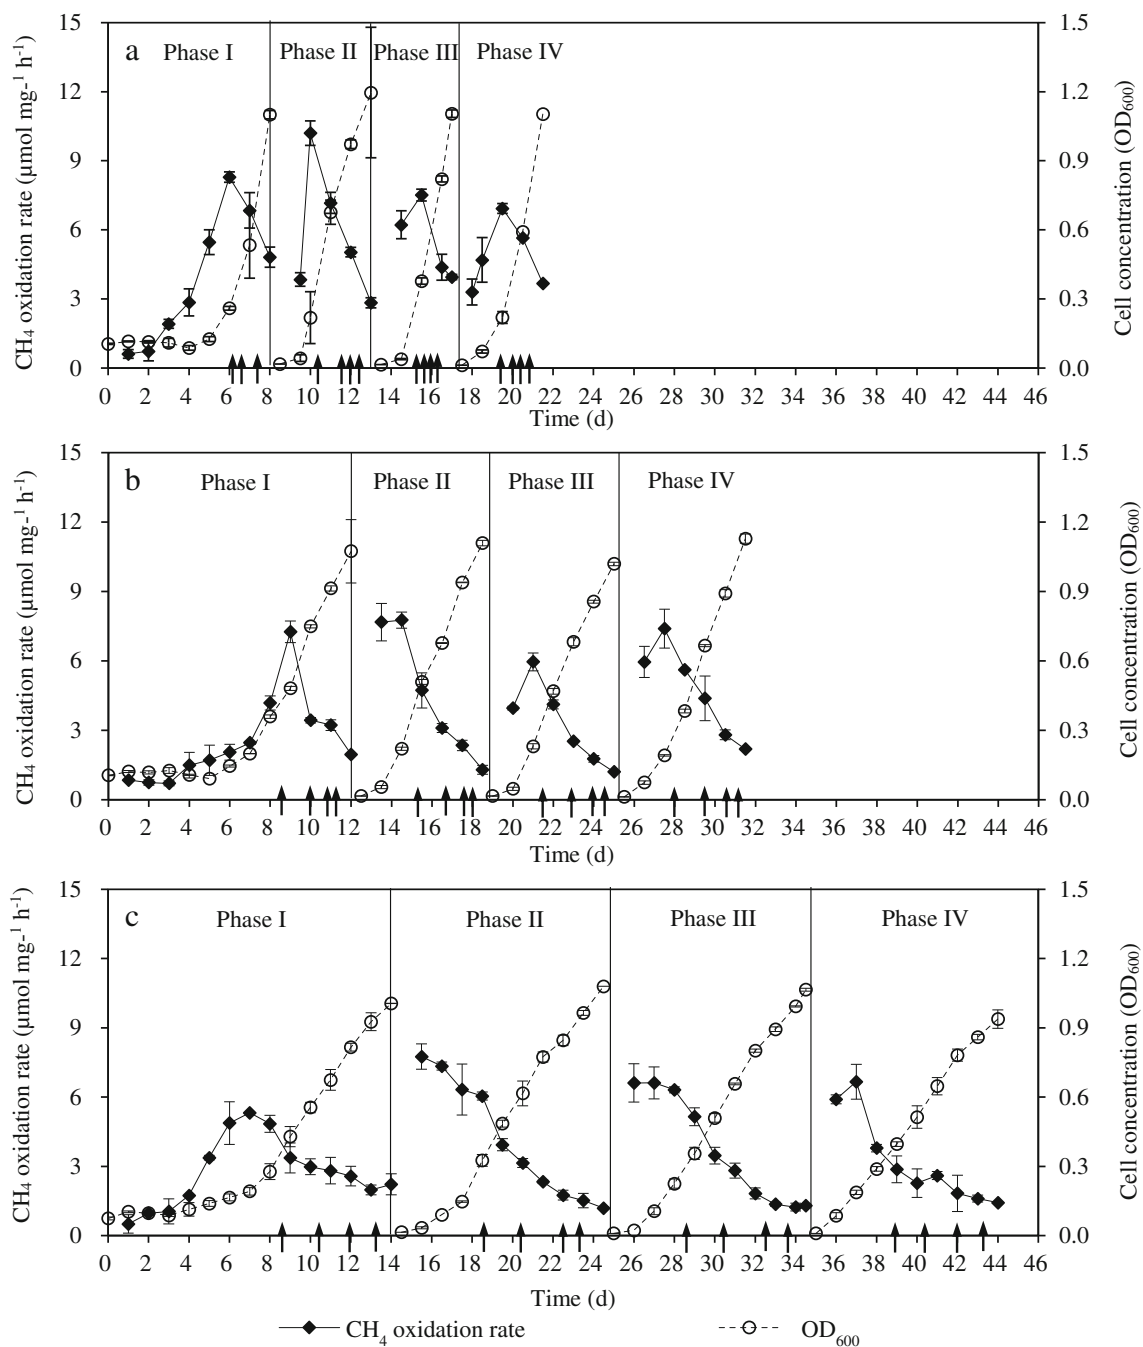 a Phase I Phase II Phase III Phase IV
CH₄ oxidation rate (µmol mg-¹ h⁻¹)
15
12
9
6
3
0
Cell concentration (OD₆₀₀)
1.5
1.2
0.9
0.6
0.3
0.0
0 2 4 6 8 10 12 14 16 18 20 22 24 26 28 30 32 34 36 38 40 42 44 46
Time (d)
b Phase I Phase II Phase III Phase IV
CH₄ oxidation rate (µmol mg-¹ h⁻¹)
15
12
9
6
3
0
Cell concentration (OD₆₀₀)
1.5
1.2
0.9
0.6
0.3
0.0
0 2 4 6 8 10 12 14 16 18 20 22 24 26 28 30 32 34 36 38 40 42 44 46
Time (d)
c Phase I Phase II Phase III Phase IV
CH₄ oxidation rate (µmol mg-¹ h⁻¹)
15
12
9
6
3
0
Cell concentration (OD₆₀₀)
1.5
1.2
0.9
0.6
0.3
0.0
0 2 4 6 8 10 12 14 16 18 20 22 24 26 28 30 32 34 36 38 40 42 44 46
Time (d)
CH₄ oxidation rate OD₆₀₀